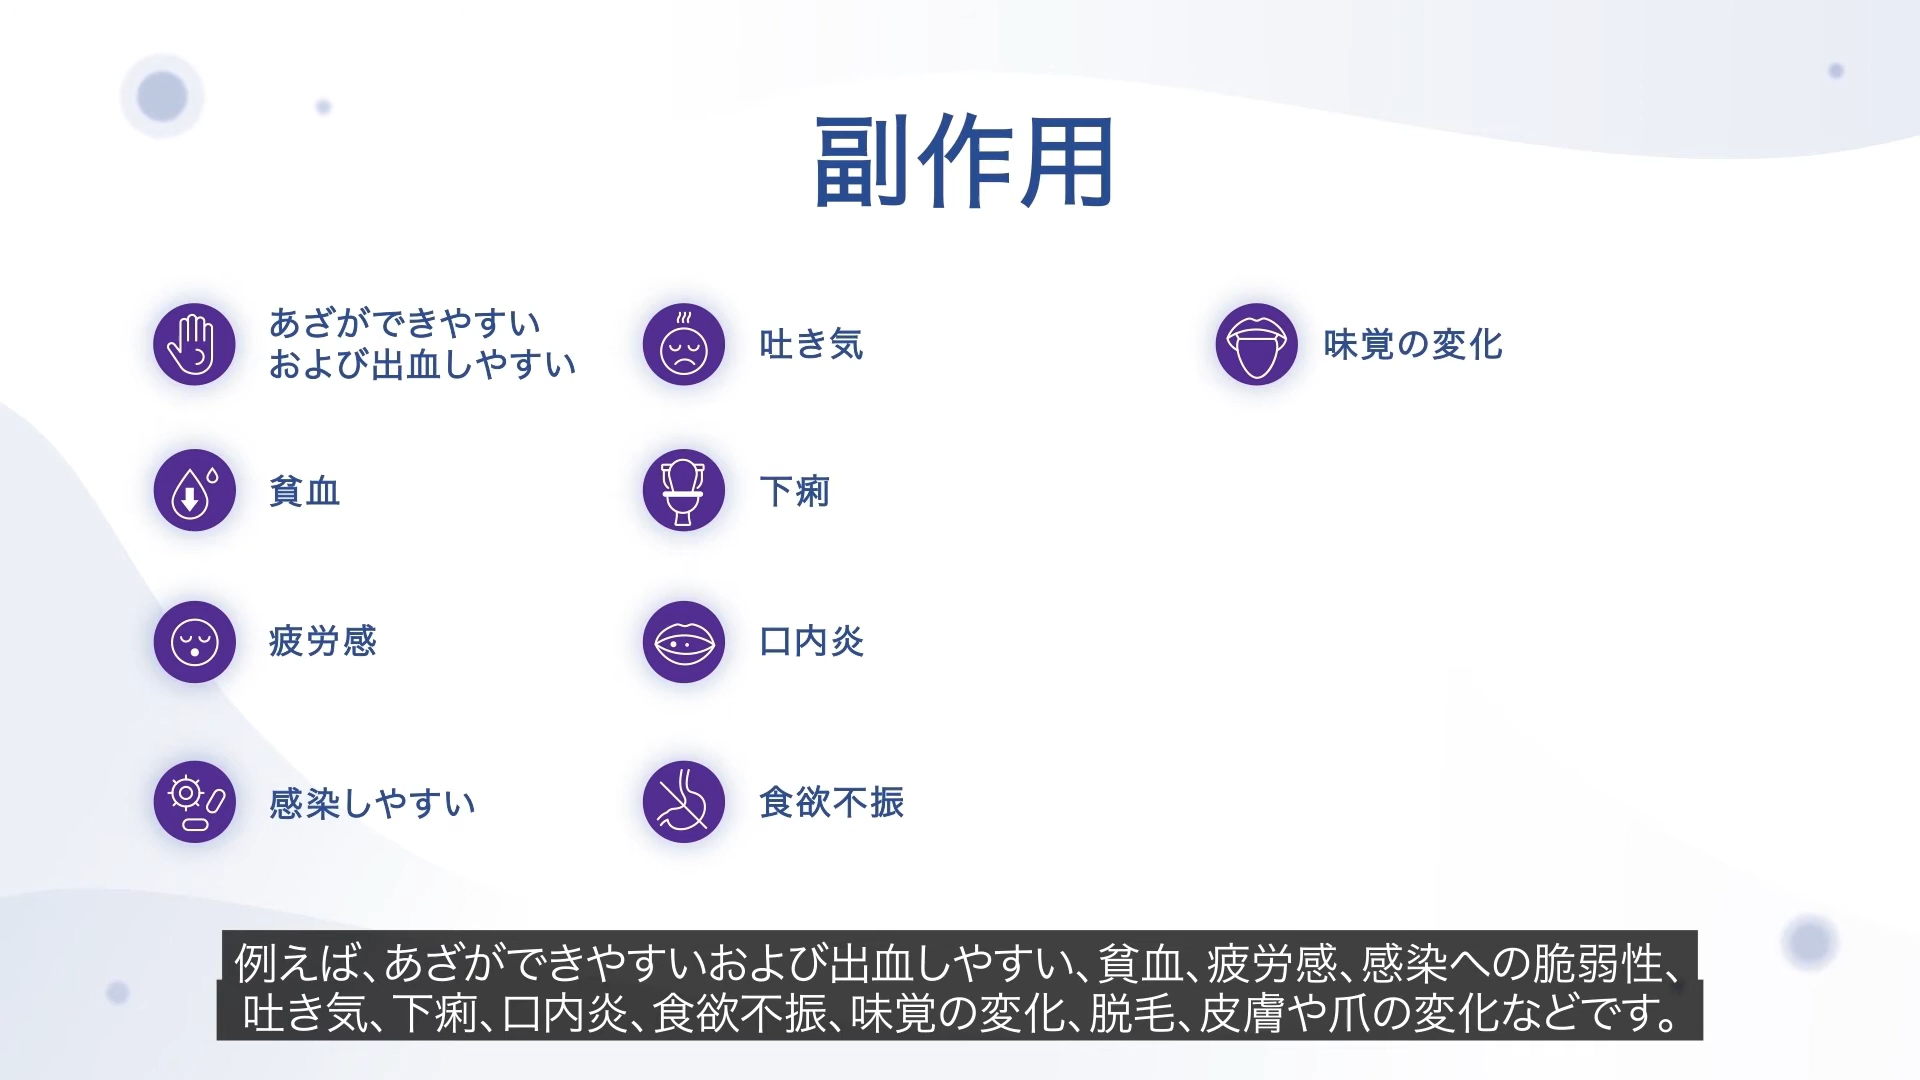 副作用
あざができやすい
および出血しやすい
貧血
疲労感
感染しやすい
吐き気
下痢
口内炎
食欲不振
味覚の変化
例えば、あざができやすいおよび出血しやすい、貧血、疲労感、感染への脆弱性、
吐き気、下痢、口内炎、食欲不振、味覚の変化、脱毛、皮膚や爪の変化などです。